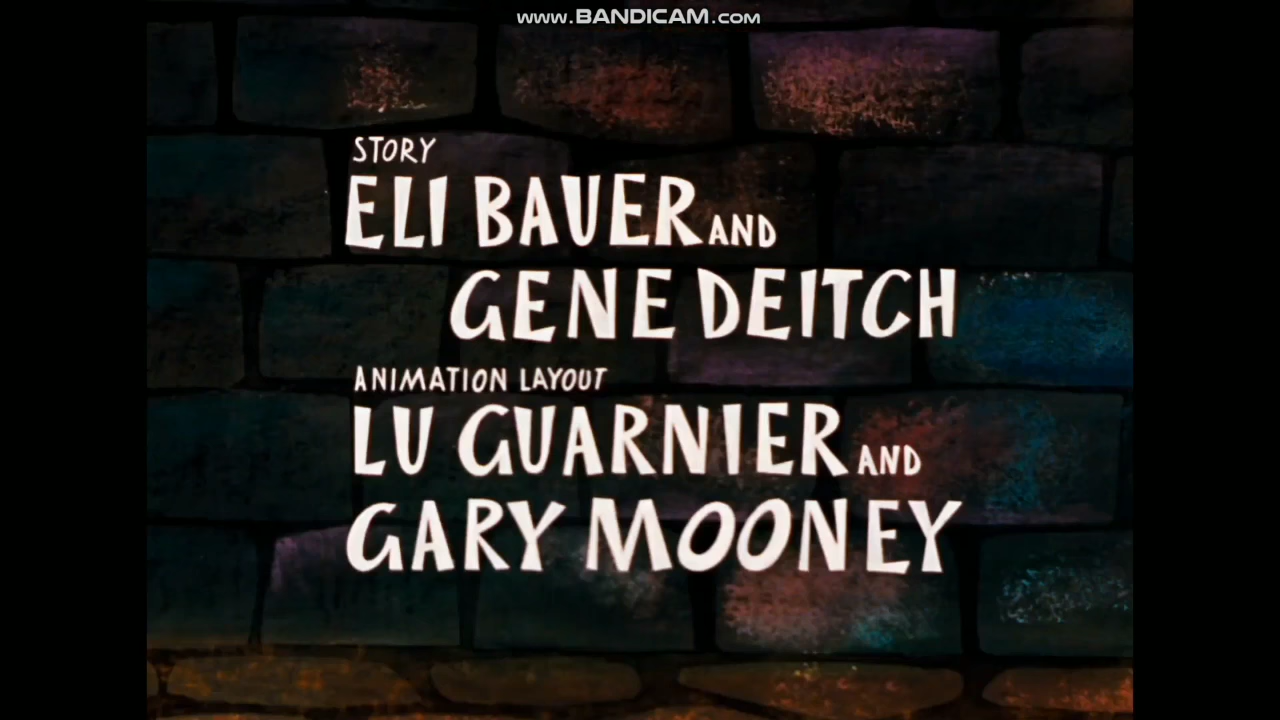 www.BANDICAM.com
STORY
ELI BAUER AND
GENE DEITCH
ANIMATION LAYOUT
LU GUARNIER AND
GARY MOONEY